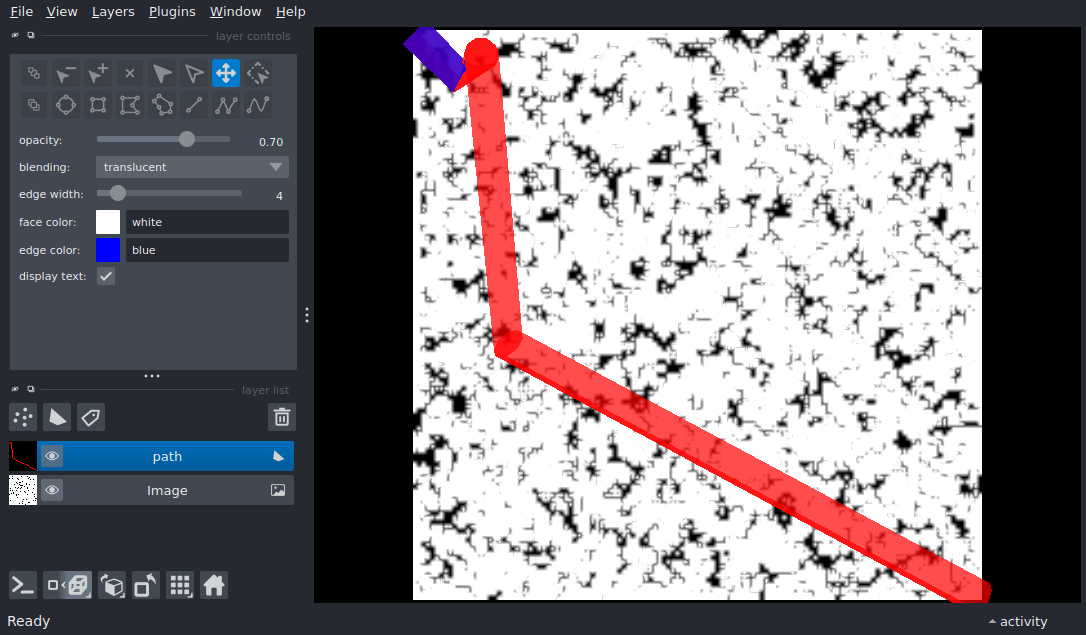 File View Layers Plugins Window Help
layer controls
opacity: 0.70
blending: translucent
edge width: 4
face color: white
edge color: blue
display text:
layer list
path
Image
Ready
activity